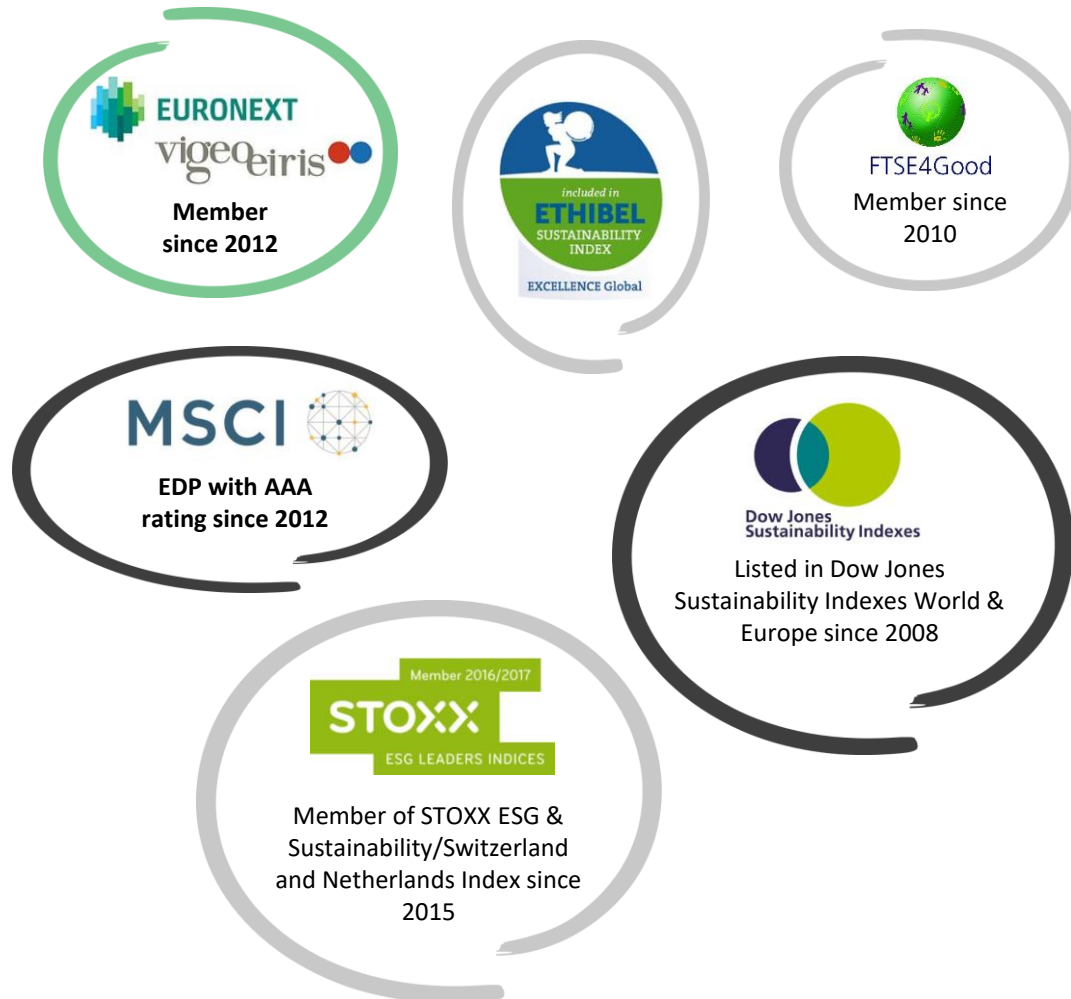 EURONEXT
vigeoeiris
Member
since 2012
included in
ETHIBEL
SUSTAINABILITY
INDEX
EXCELLENCE Global
FTSE4Good
Member since
2010
MSCI
EDP with AAA
rating since 2012
Dow Jones
Sustainability Indexes
Listed in Dow Jones
Sustainability Indexes World &
Europe since 2008
Member 2016/2017
STOXX
ESG LEADERS INDICES
Member of STOXX ESG &
Sustainability/Switzerland
and Netherlands Index since
2015